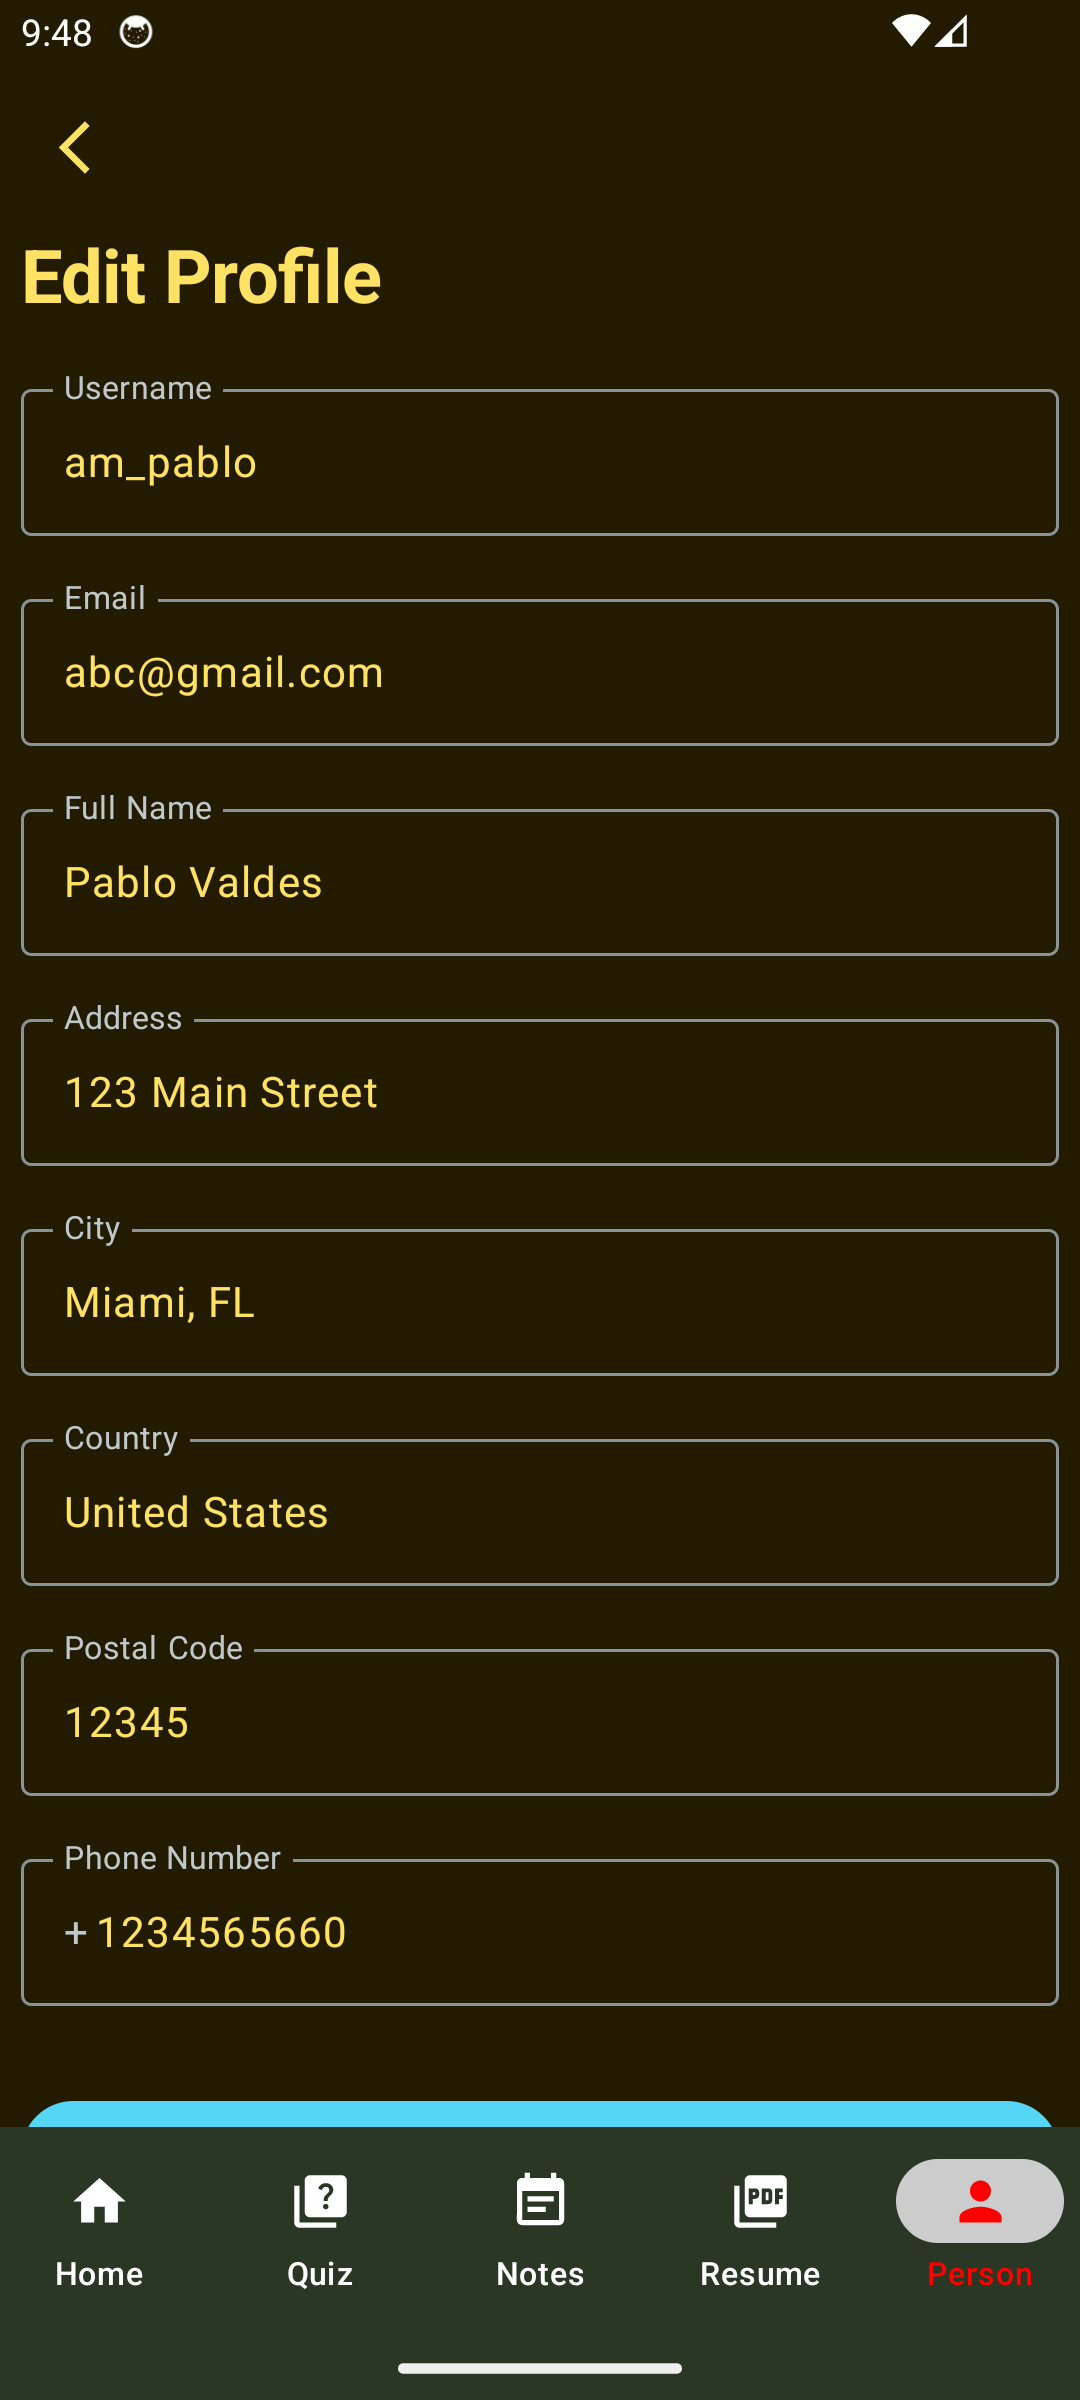 9:48
Edit Profile
Username
am_pablo
Email
abc@gmail.com
Full Name
Pablo Valdes
Address
123 Main Street
City
Miami, FL
Country
United States
Postal Code
12345
Phone Number
+ 1234565660
?
PDF
Home
Quiz
Notes
Resume
Person